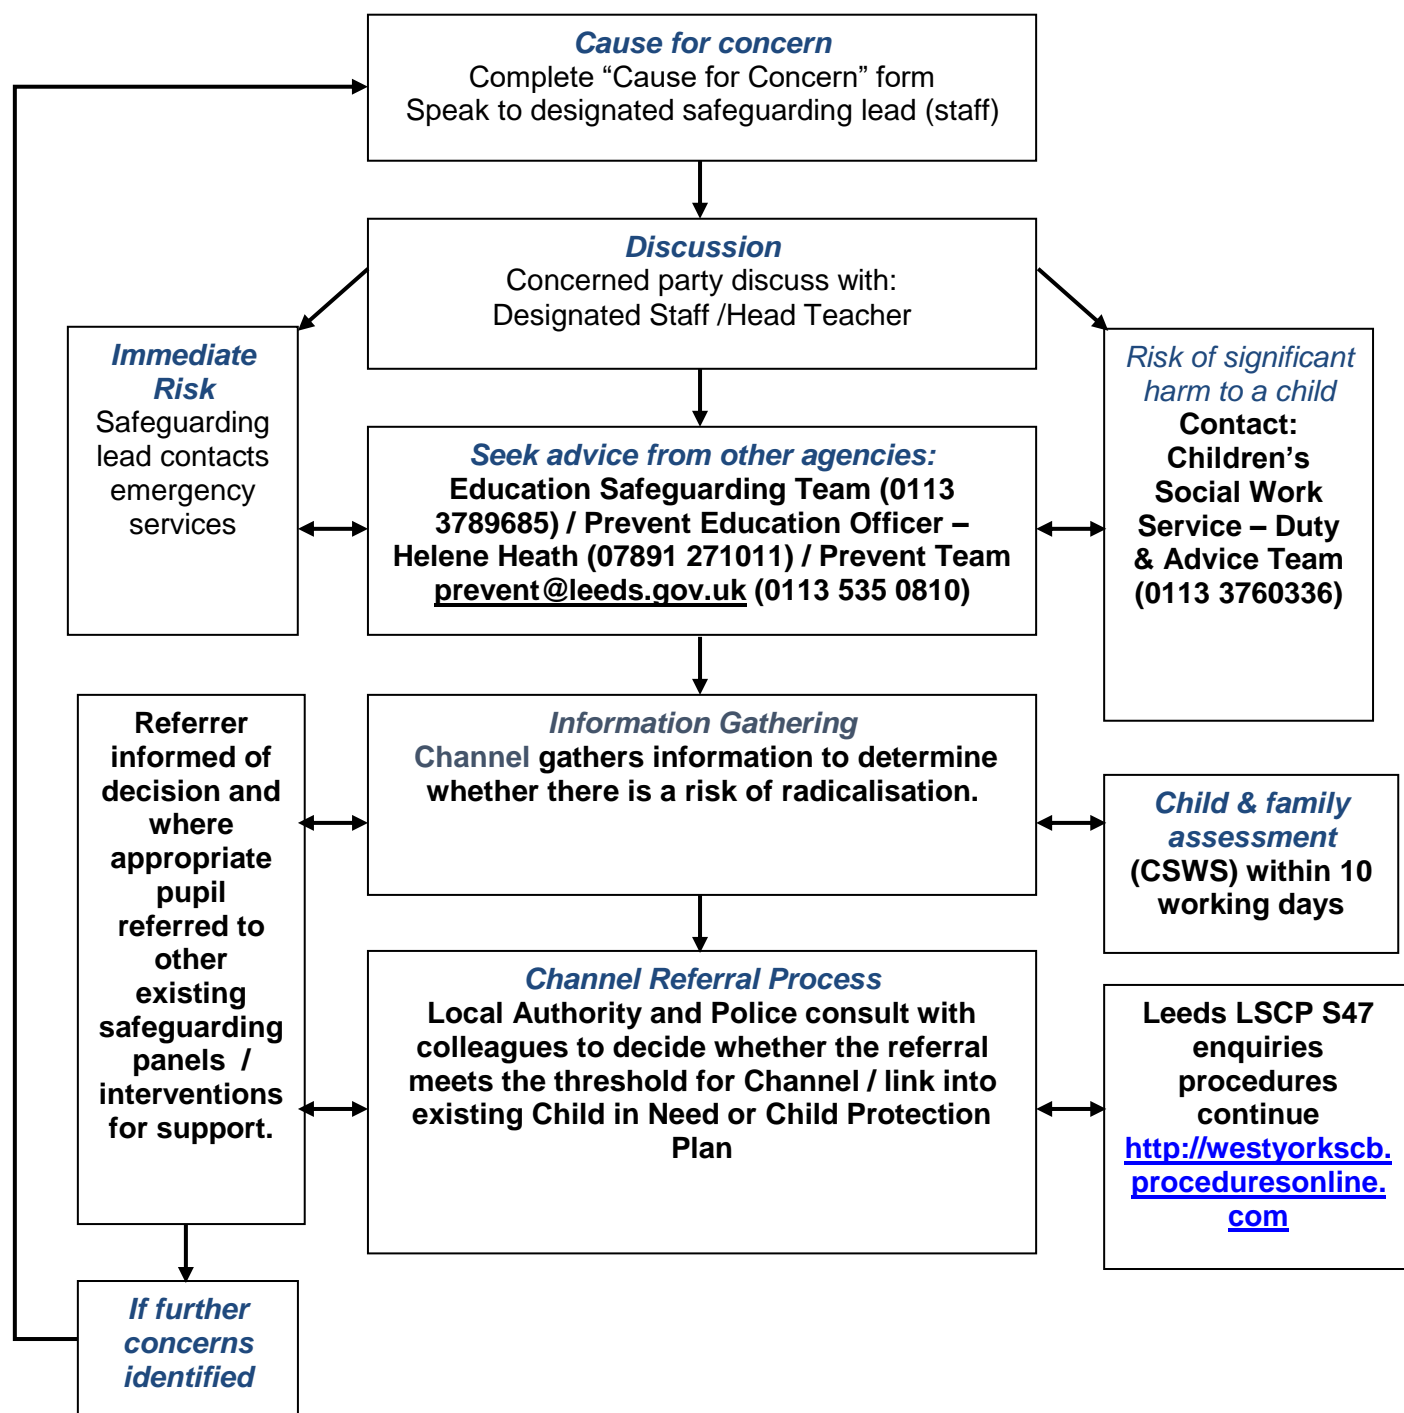 Cause for concern
Complete “Cause for Concern” form
Speak to designated safeguarding lead (staff)
Discussion
Concerned party discuss with:
Designated Staff /Head Teacher
Immediate
Risk
Safeguarding
lead contacts
emergency
services
Seek advice from other agencies:
Education Safeguarding Team (0113
3789685) / Prevent Education Officer –
Helene Heath (07891 271011) / Prevent Team
prevent@leeds.gov.uk (0113 535 0810)
Risk of significant
harm to a child
Contact:
Children’s
Social Work
Service – Duty
& Advice Team
(0113 3760336)
Referrer
informed of
decision and
where
appropriate
pupil
referred to
other
existing
safeguarding
panels /
interventions
for support.
Information Gathering
Channel gathers information to determine
whether there is a risk of radicalisation.
Child & family
assessment
(CSWS) within 10
working days
Channel Referral Process
Local Authority and Police consult with
colleagues to decide whether the referral
meets the threshold for Channel / link into
existing Child in Need or Child Protection
Plan
Leeds LSCP S47
enquiries
procedures
continue
http://westyorkscb.
proceduresonline.
com
If further
concerns
identified